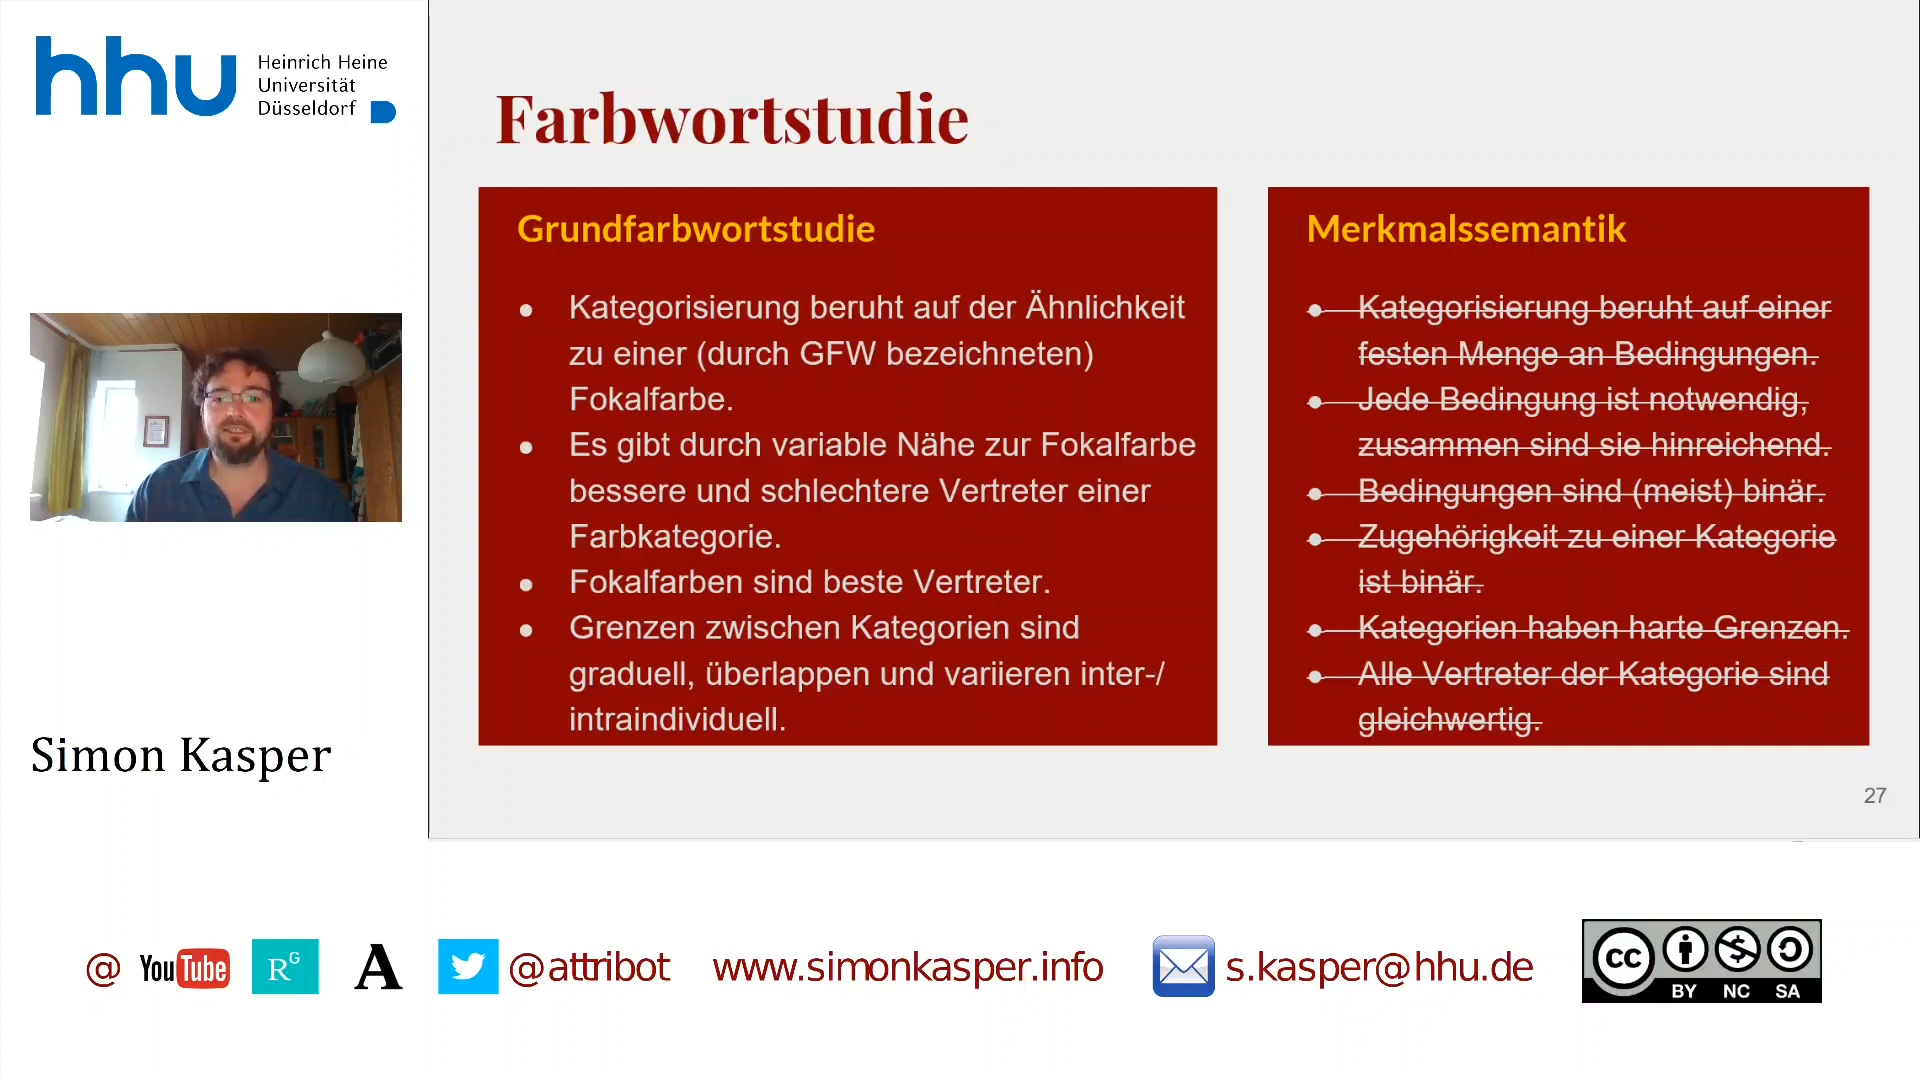 hhu
Heinrich Heine
Universität
Düsseldorf
Simon Kasper
Farbwortstudie
Grundfarbwortstudie
● Kategorisierung beruht auf der Ähnlichkeit
zu einer (durch GFW bezeichneten)
Fokalfarbe.
● Es gibt durch variable Nähe zur Fokalfarbe
bessere und schlechtere Vertreter einer
Farbkategorie.
● Fokalfarben sind beste Vertreter.
● Grenzen zwischen Kategorien sind
graduell, überlappen und variieren inter-/
intraindividuell.
Merkmalssemantik
● Kategorisierung beruht auf einer
festen Menge an Bedingungen.
● Jede Bedingung ist notwendig,
zusammen sind sie hinreichend.
● Bedingungen sind (meist) binär.
● Zugehörigkeit zu einer Kategorie
ist binär.
● Kategorien haben harte Grenzen.
● Alle Vertreter der Kategorie sind
gleichwertig.
27
@ YouTube RG A @attribot www.simonkasper.info s.kasper@hhu.de
cc
BY NC SA